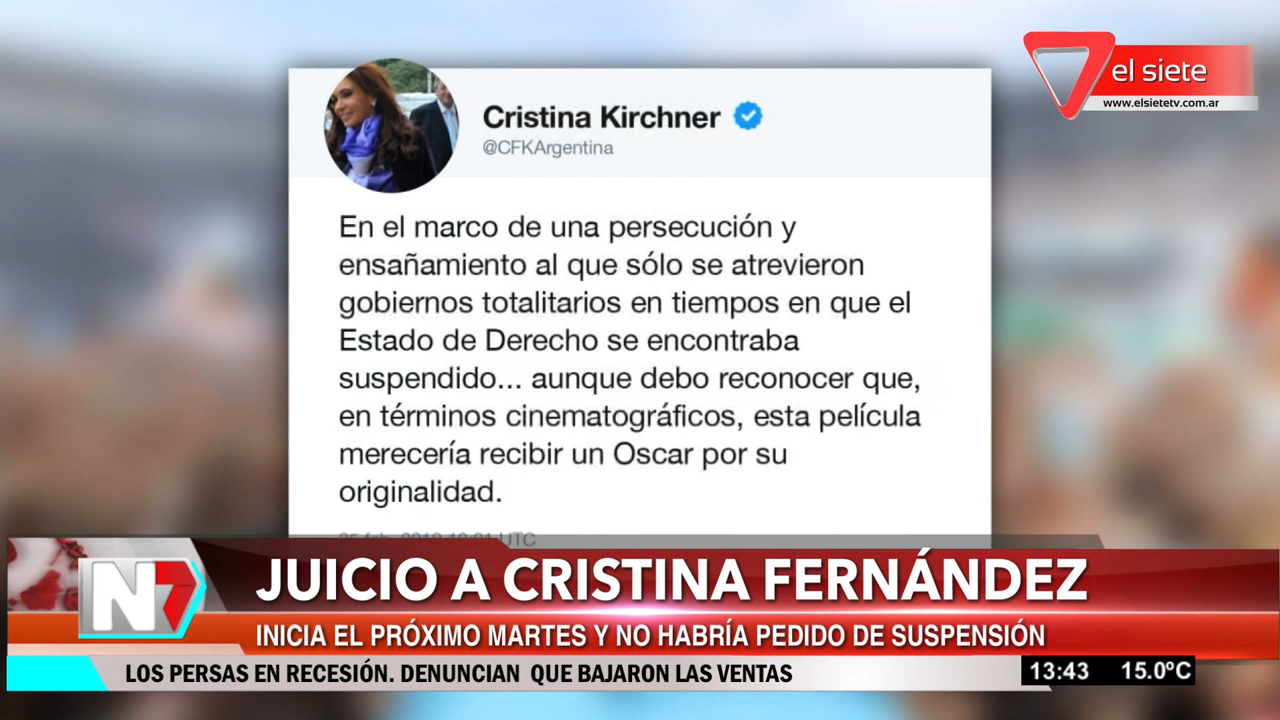 el siete
www.elsietetv.com.ar
Cristina Kirchner
@CFKArgentina
En el marco de una persecución y
ensañamiento al que sólo se atrevieron
gobiernos totalitarios en tiempos en que el
Estado de Derecho se encontraba
suspendido... aunque debo reconocer que,
en términos cinematográficos, esta película
merecería recibir un Oscar por su
originalidad.
UTC
N7
JUICIO A CRISTINA FERNÁNDEZ
INICIA EL PRÓXIMO MARTES Y NO HABRÍA PEDIDO DE SUSPENSIÓN
LOS PERSAS EN RECESIÓN. DENUNCIAN QUE BAJARON LAS VENTAS
13:43 15.0ºC